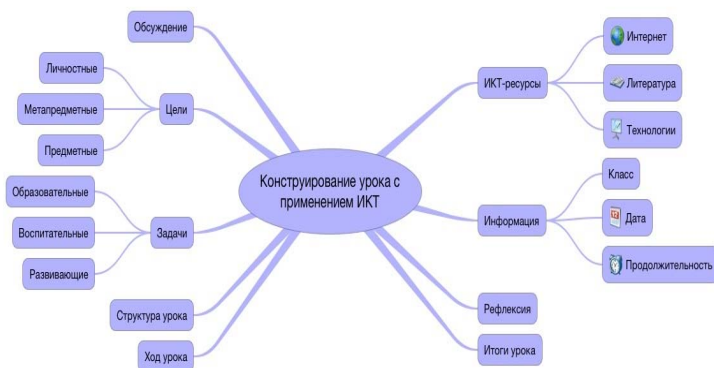 Обсуждение
Личностные
Метапредметные
Предметные
Цели
Образовательные
Воспитательные
Развивающие
Задачи
Структура урока
Ход урока
Конструирование урока с
применением ИКТ
ИКТ-ресурсы
Интернет
Литература
Технологии
Информация
Класс
Дата
Продолжительность
Рефлексия
Итоги урока